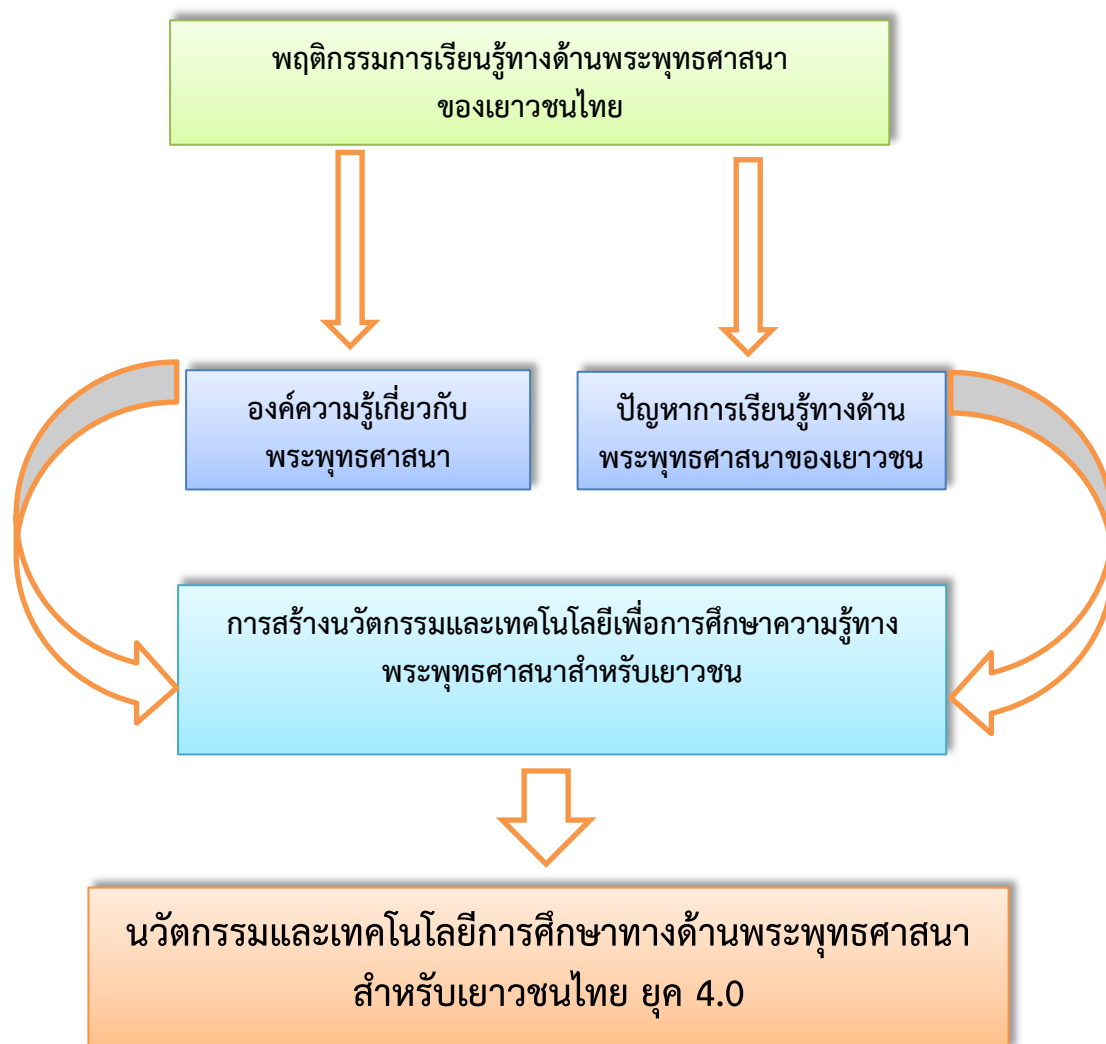 พฤติกรรมการเรียนรู้ทางด้านพระพุทธศาสนา
ของเยาวชนไทย
องค์ความรู้เกี่ยวกับ
พระพุทธศาสนา
ปัญหาการเรียนรู้ทางด้าน
พระพุทธศาสนาของเยาวชน
การสร้างนวัตกรรมและเทคโนโลยีเพื่อการศึกษาความรู้ทาง
พระพุทธศาสนาสำหรับเยาวชน
นวัตกรรมและเทคโนโลยีการศึกษาทางด้านพระพุทธศาสนา
สำหรับเยาวชนไทย ยุค 4.0